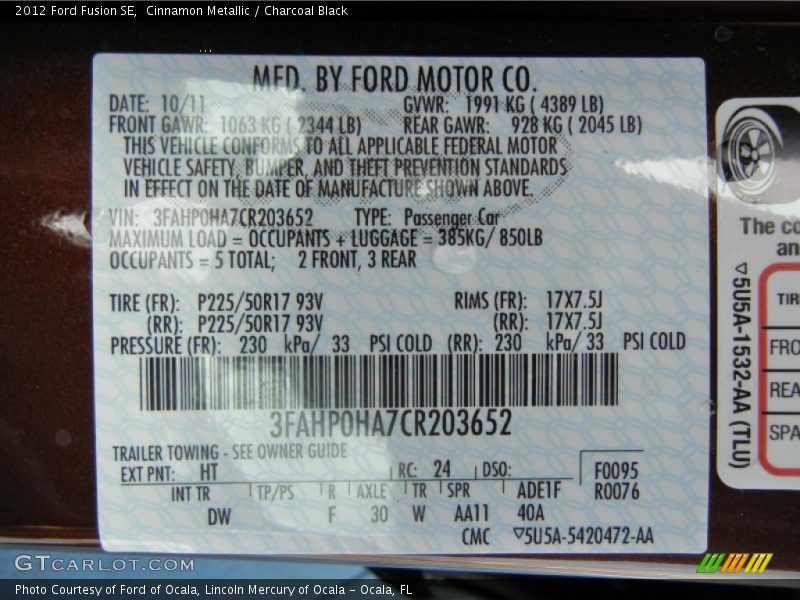 2012 Ford Fusion SE,  Cinnamon Metallic / Charcoal Black
MFD. BY FORD MOTOR CO.
DATE: 10/11 GVWR: 1991 KG ( 4389 LB)
FRONT GAWR: 1063 KG ( 2344 LB) REAR GAWR: 928 KG ( 2045 LB)
THIS VEHICLE CONFORMS TO ALL APPLICABLE FEDERAL MOTOR
VEHICLE SAFETY, BUMPER, AND THEFT PREVENTION STANDARDS
IN EFFECT ON THE DATE OF MANUFACTURE SHOWN ABOVE.
VIN: 3FAHP0HA7CR203652 TYPE: Passenger Car
MAXIMUM LOAD = OCCUPANTS + LUGGAGE = 385KG/ 850LB
OCCUPANTS = 5 TOTAL; 2 FRONT, 3 REAR
TIRE (FR): P225/50R17 93V RIMS (FR): 17X7.5J
(RR): P225/50R17 93V (RR): 17X7.5J
PRESSURE (FR): 230 kPa/ 33 PSI COLD (RR): 230 kPa/ 33 PSI COLD
3FAHP0HA7CR203652
TRAILER TOWING - SEE OWNER GUIDE
EXT PNT: HT RC: 24 DSO: F0095
INT TR TP/PS R AXLE TR SPR ADE1F R0076
DW F 30 W AA11 40A
CMC ▽5U5A-5420472-AA
The co
an
▽5U5A-1532-AA (TLU)
TIR
FRO
REA
SPA
GTCARLOT.COM
Photo Courtesy of Ford of Ocala, Lincoln Mercury of Ocala - Ocala, FL